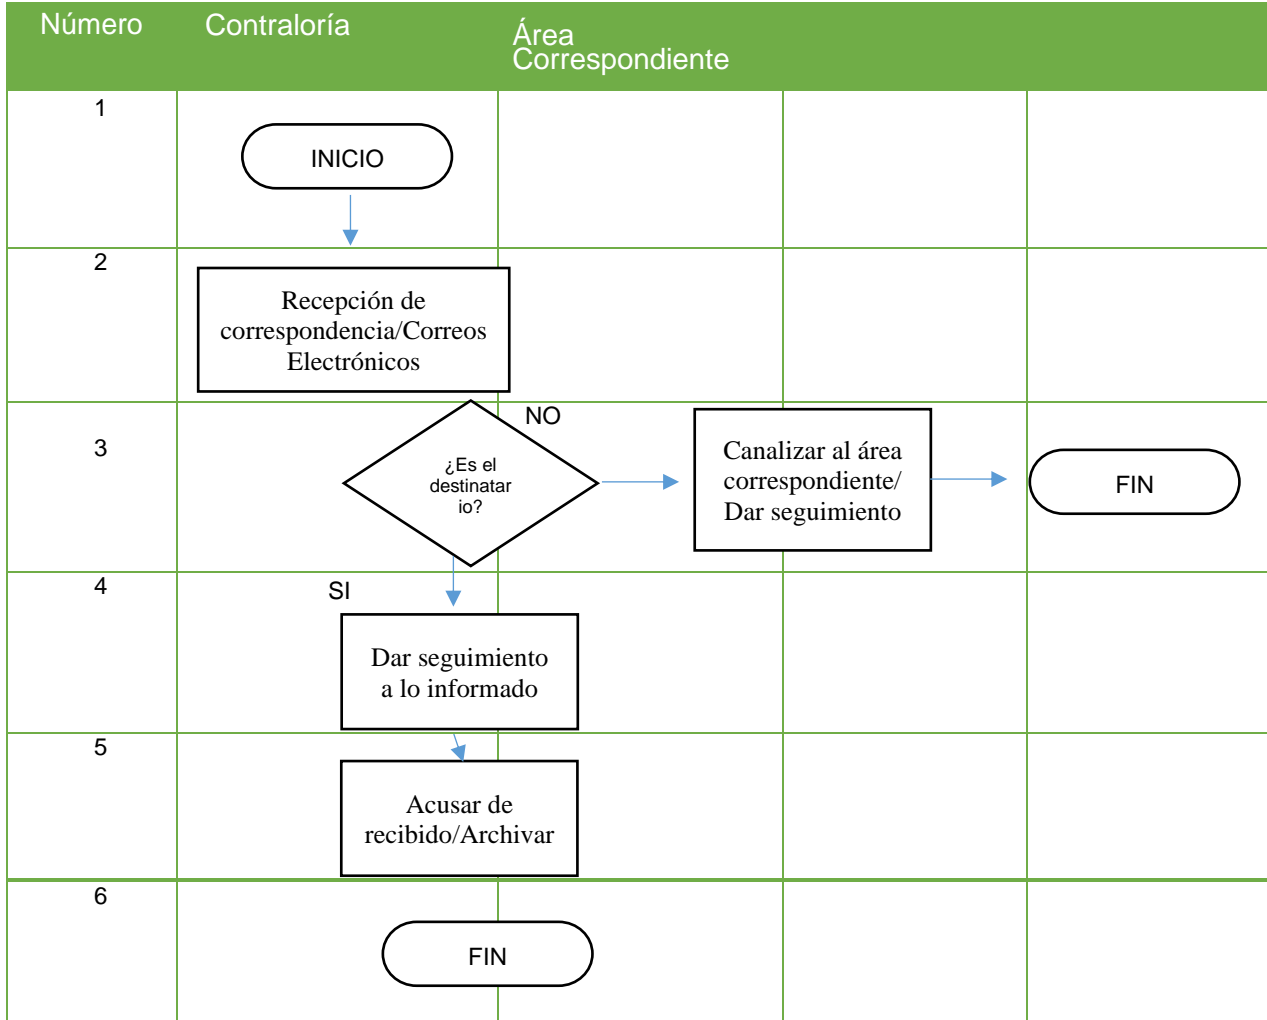 Número
Contraloría
Área
Correspondiente
1
INICIO
2
Recepción de
correspondencia/Correos
Electrónicos
3
¿Es el
destinatar
io?
NO
Canalizar al área
correspondiente/
Dar seguimiento
FIN
4
SI
Dar seguimiento
a lo informado
5
Acusar de
recibido/Archivar
6
FIN